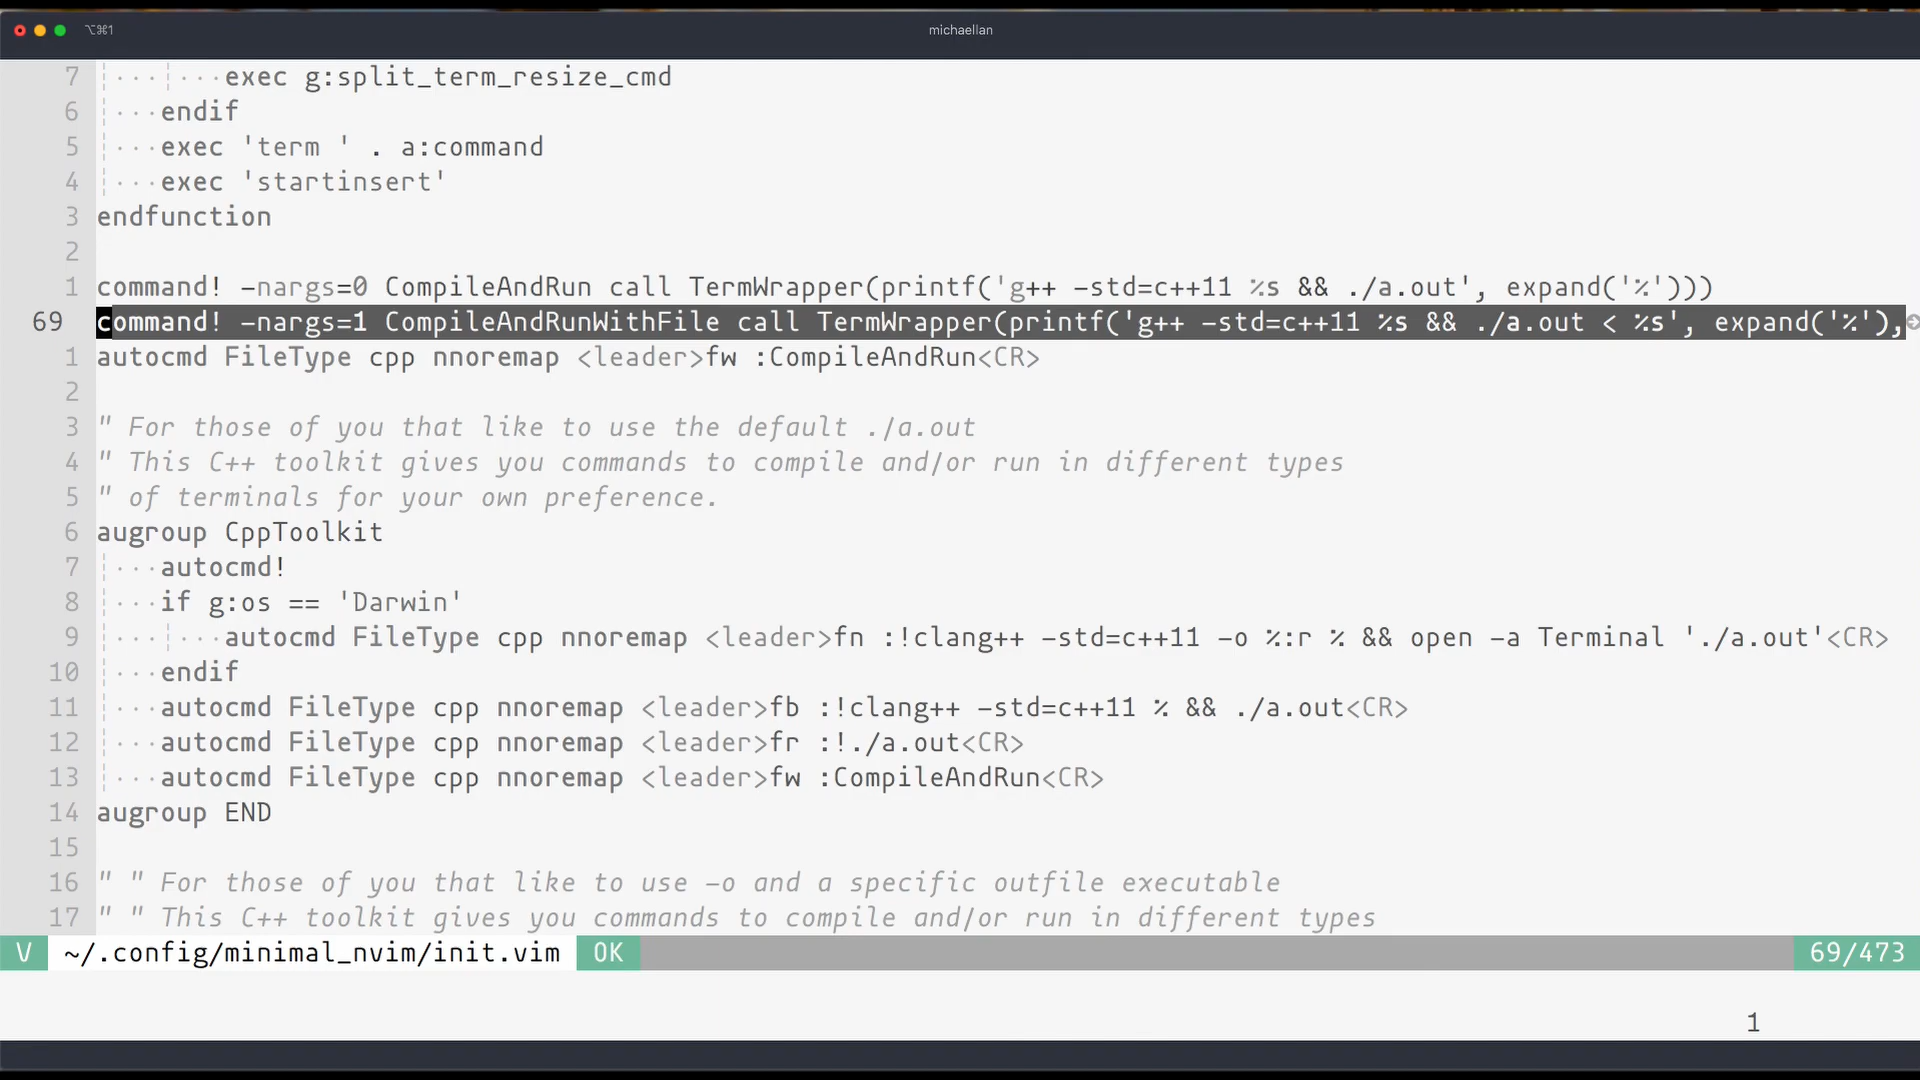 ⌥⌘1 michaellan
7 exec g:split_term_resize_cmd
6 endif
5 exec 'term ' . a:command
4 exec 'startinsert'
3 endfunction
2
1 command! -nargs=0 CompileAndRun call TermWrapper(printf('g++ -std=c++11 %s && ./a.out', expand('%')))
69 command! -nargs=1 CompileAndRunWithFile call TermWrapper(printf('g++ -std=c++11 %s && ./a.out < %s', expand('%'),
1 autocmd FileType cpp nnoremap <leader>fw :CompileAndRun<CR>
2
3 " For those of you that like to use the default ./a.out
4 " This C++ toolkit gives you commands to compile and/or run in different types
5 " of terminals for your own preference.
6 augroup CppToolkit
7 autocmd!
8 if g:os == 'Darwin'
9 autocmd FileType cpp nnoremap <leader>fn :!clang++ -std=c++11 -o %:r % && open -a Terminal './a.out'<CR>
10 endif
11 autocmd FileType cpp nnoremap <leader>fb :!clang++ -std=c++11 % && ./a.out<CR>
12 autocmd FileType cpp nnoremap <leader>fr :!./a.out<CR>
13 autocmd FileType cpp nnoremap <leader>fw :CompileAndRun<CR>
14 augroup END
15
16 " " For those of you that like to use -o and a specific outfile executable
17 " " This C++ toolkit gives you commands to compile and/or run in different types
V ~/.config/minimal_nvim/init.vim OK 69/473
1